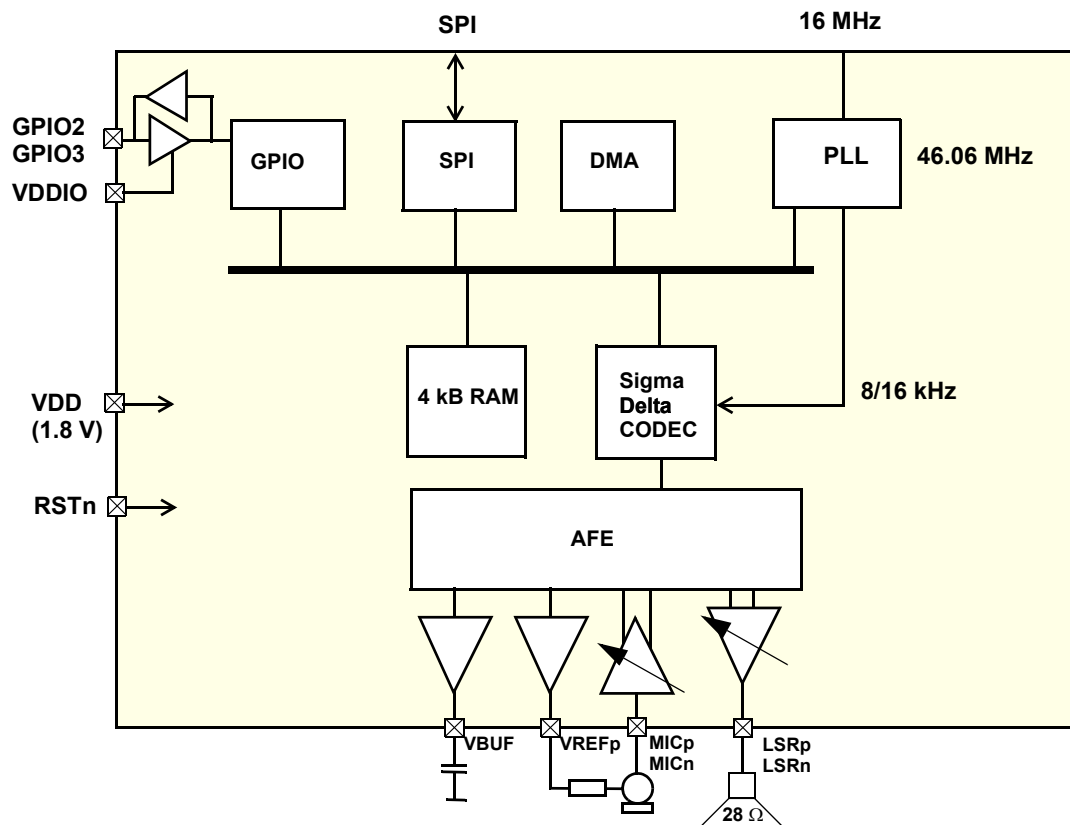 SPI
16 MHz
GPIO2
GPIO3
VDDIO
GPIO
SPI
DMA
PLL
46.06 MHz
4 kB RAM
Sigma
Delta
CODEC
8/16 kHz
VDD
(1.8 V)
RSTn
AFE
VBUF
VREFp
MICp
MICn
LSRp
LSRn
28 Ω